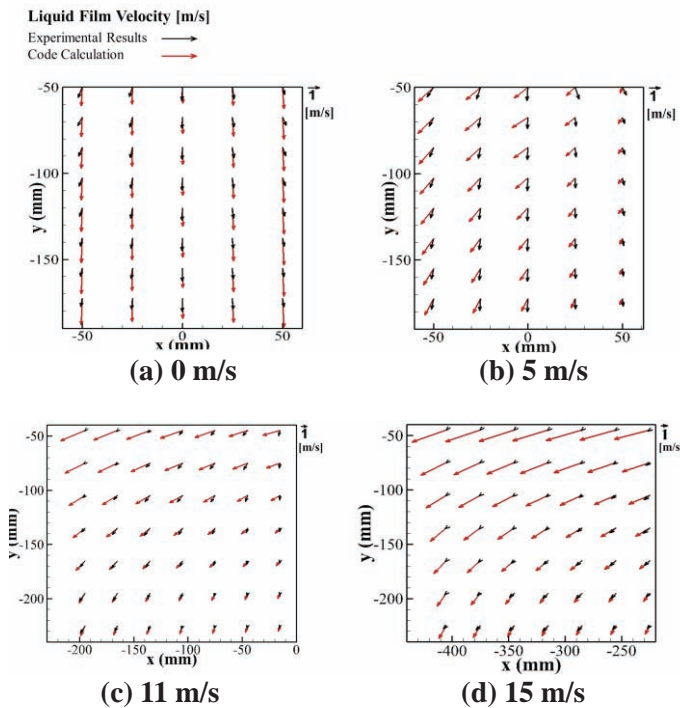 Liquid Film Velocity [m/s]
Experimental Results
Code Calculation
-50
-100
-150
y (mm)
-50
0
50
x (mm)
1
[m/s]
(a) 0 m/s
-50
-100
-150
y (mm)
-50
0
50
x (mm)
1
[m/s]
(b) 5 m/s
-50
-100
-150
-200
y (mm)
-200
-150
-100
-50
0
x (mm)
1
[m/s]
(c) 11 m/s
-50
-100
-150
-200
y (mm)
-400
-350
-300
-250
x (mm)
1
[m/s]
(d) 15 m/s